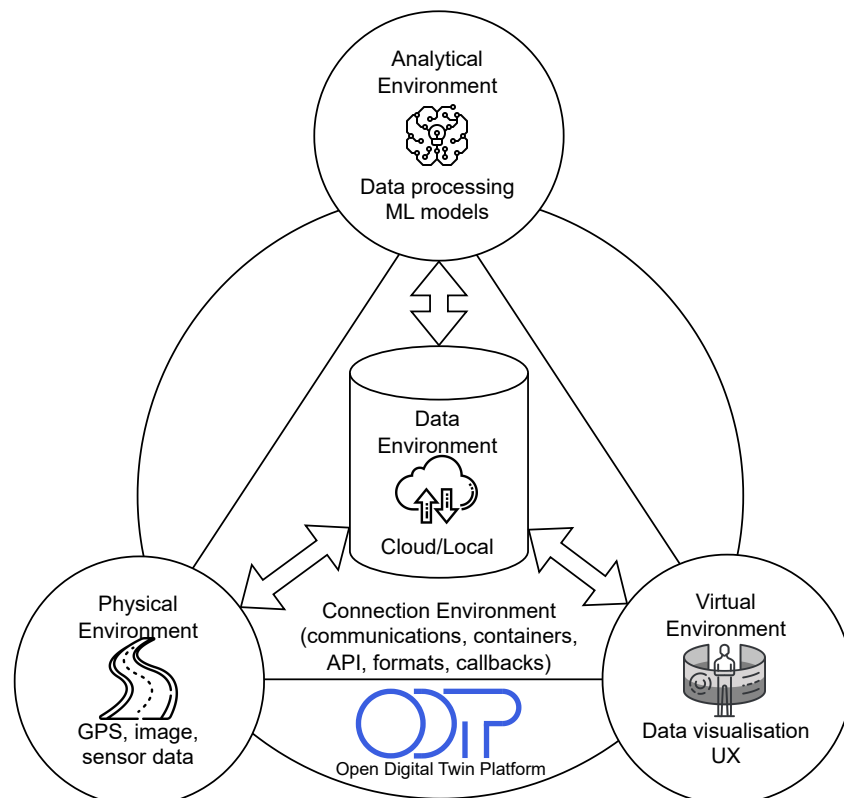 Analytical
Environment
Data processing
ML models
Data
Environment
Cloud/Local
Physical
Environment
GPS, image,
sensor data
Connection Environment
(communications, containers,
API, formats, callbacks)
Virtual
Environment
Data visualisation
UX
ODTP
Open Digital Twin Platform